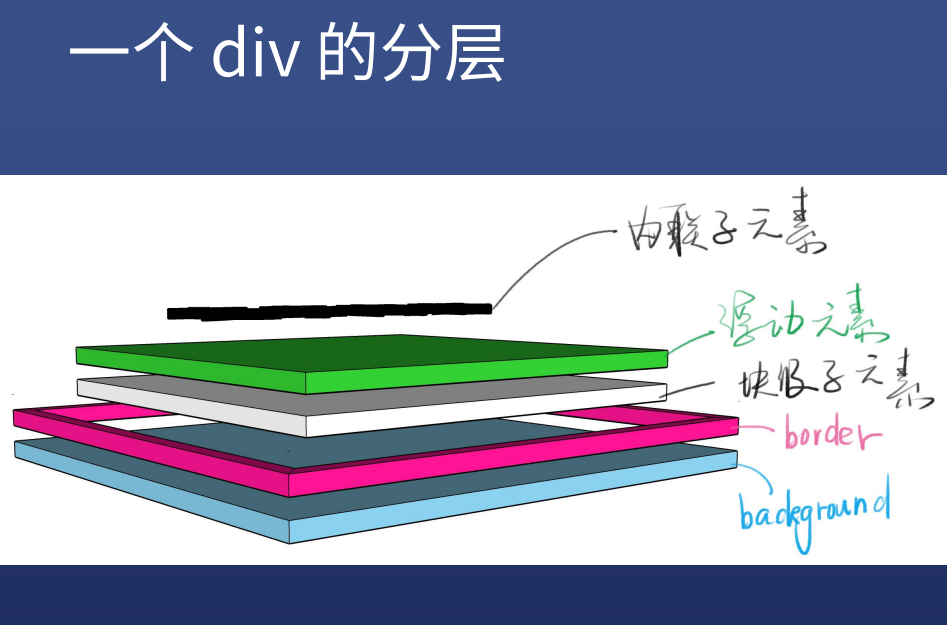 一个 div 的分层
内联子元素
浮动元素
块级子元素
border
background